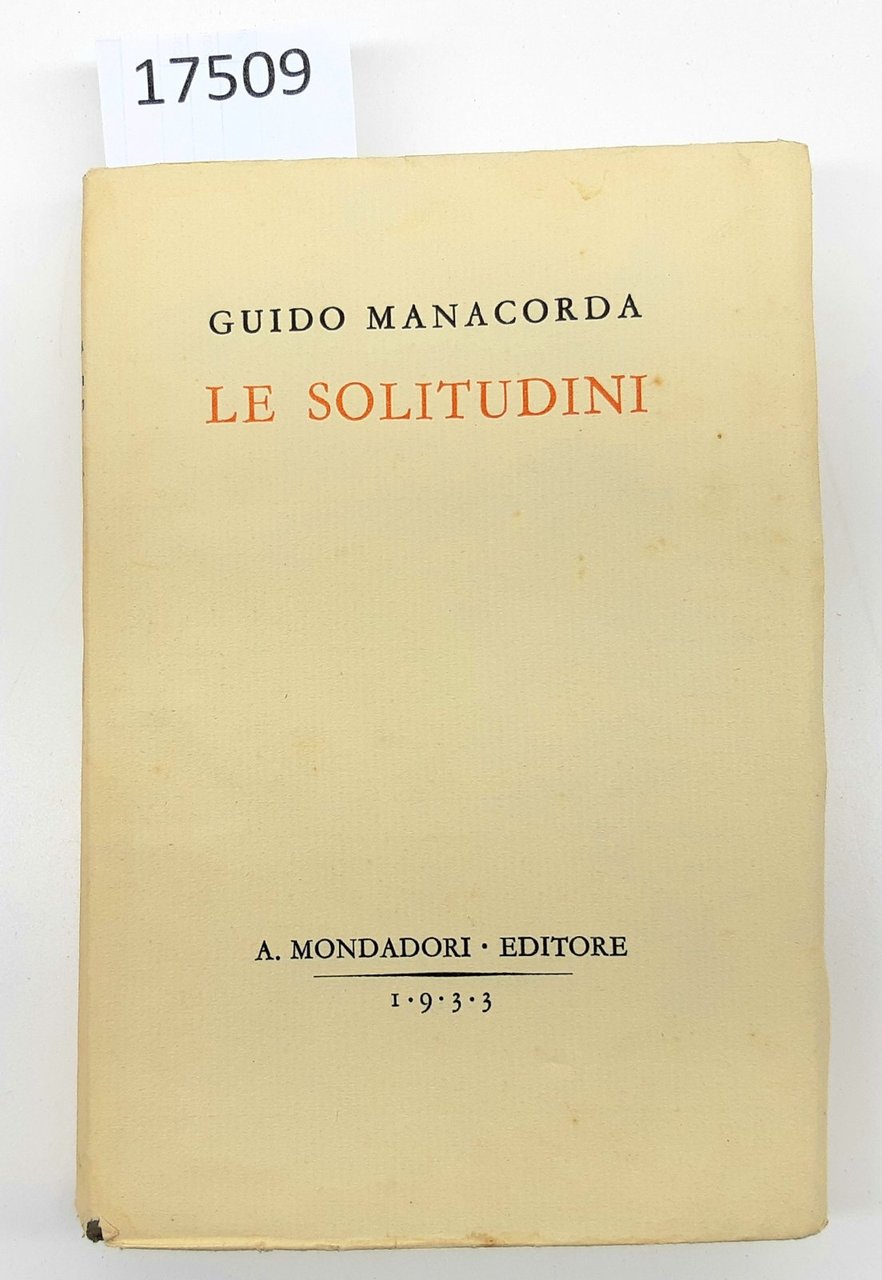 17509
GUIDO MANACORDA
LE SOLITUDINI
A. MONDADORI · EDITORE
1·9·3·3